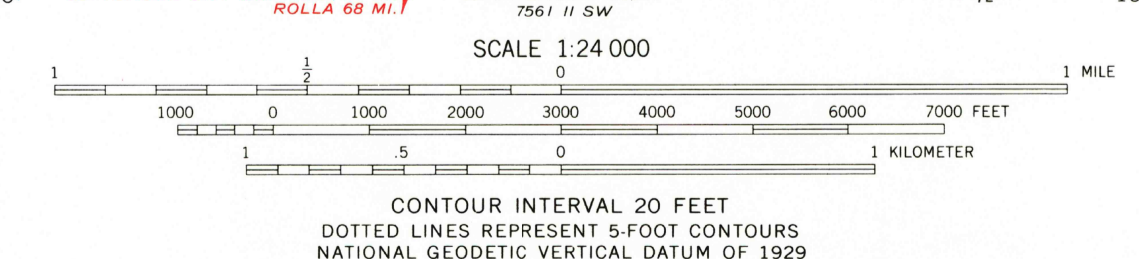 ROLLA 68 MI.
7561 II SW
SCALE 1:24 000
1 1/2 0 1 MILE
1000 0 1000 2000 3000 4000 5000 6000 7000 FEET
1 .5 0 1 KILOMETER
CONTOUR INTERVAL 20 FEET
DOTTED LINES REPRESENT 5-FOOT CONTOURS
NATIONAL GEODETIC VERTICAL DATUM OF 1929